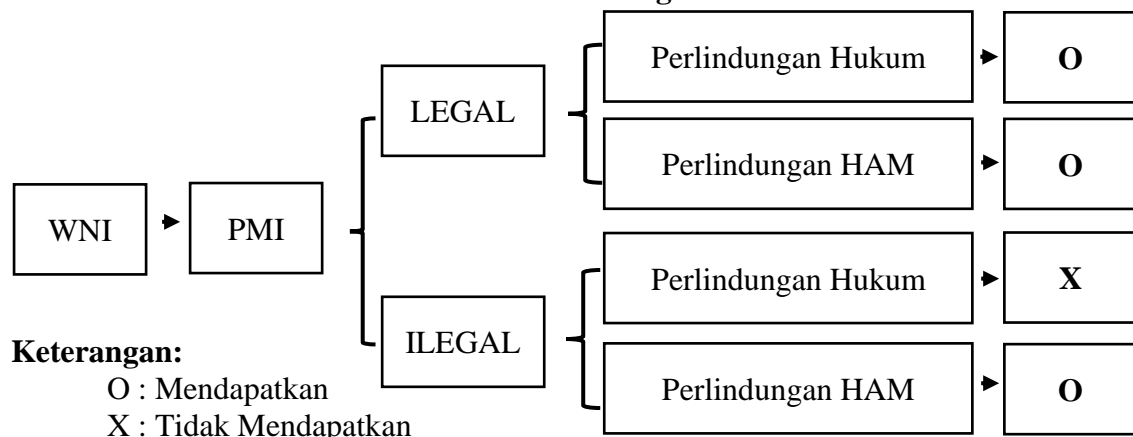 Perlindungan Hukum
O
LEGAL
Perlindungan HAM
O
WNI
PMI
Perlindungan Hukum
X
ILEGAL
Perlindungan HAM
O
Keterangan:
O : Mendapatkan
X : Tidak Mendapatkan